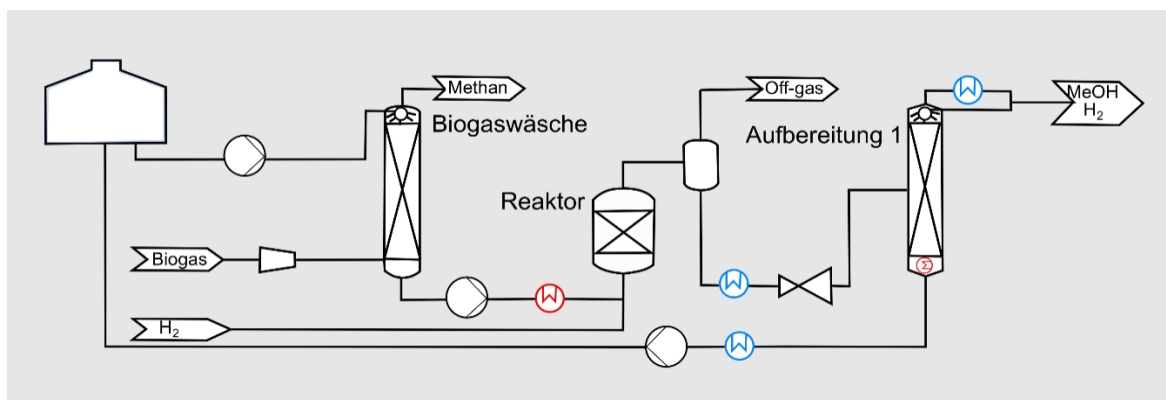 Methan
Off-gas
MeOH
H₂
Biogaswäsche
Aufbereitung 1
Reaktor
Biogas
H₂